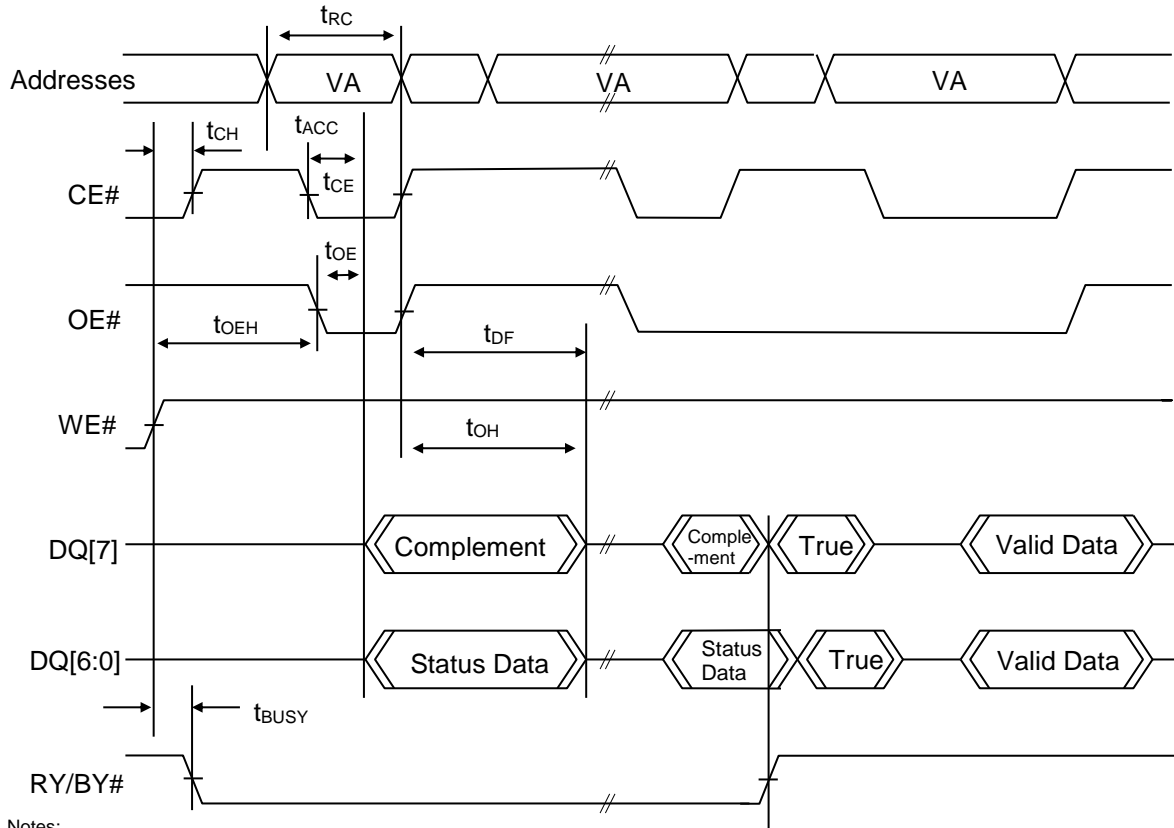 tRC
Addresses
VA
VA
VA
tCH
tACC
CE#
tCE
tOE
OE#
tOEH
tDF
WE#
tOH
DQ[7]
Complement
Comple
-ment
True
Valid Data
DQ[6:0]
Status Data
Status
Data
True
Valid Data
tBUSY
RY/BY#
Notes: